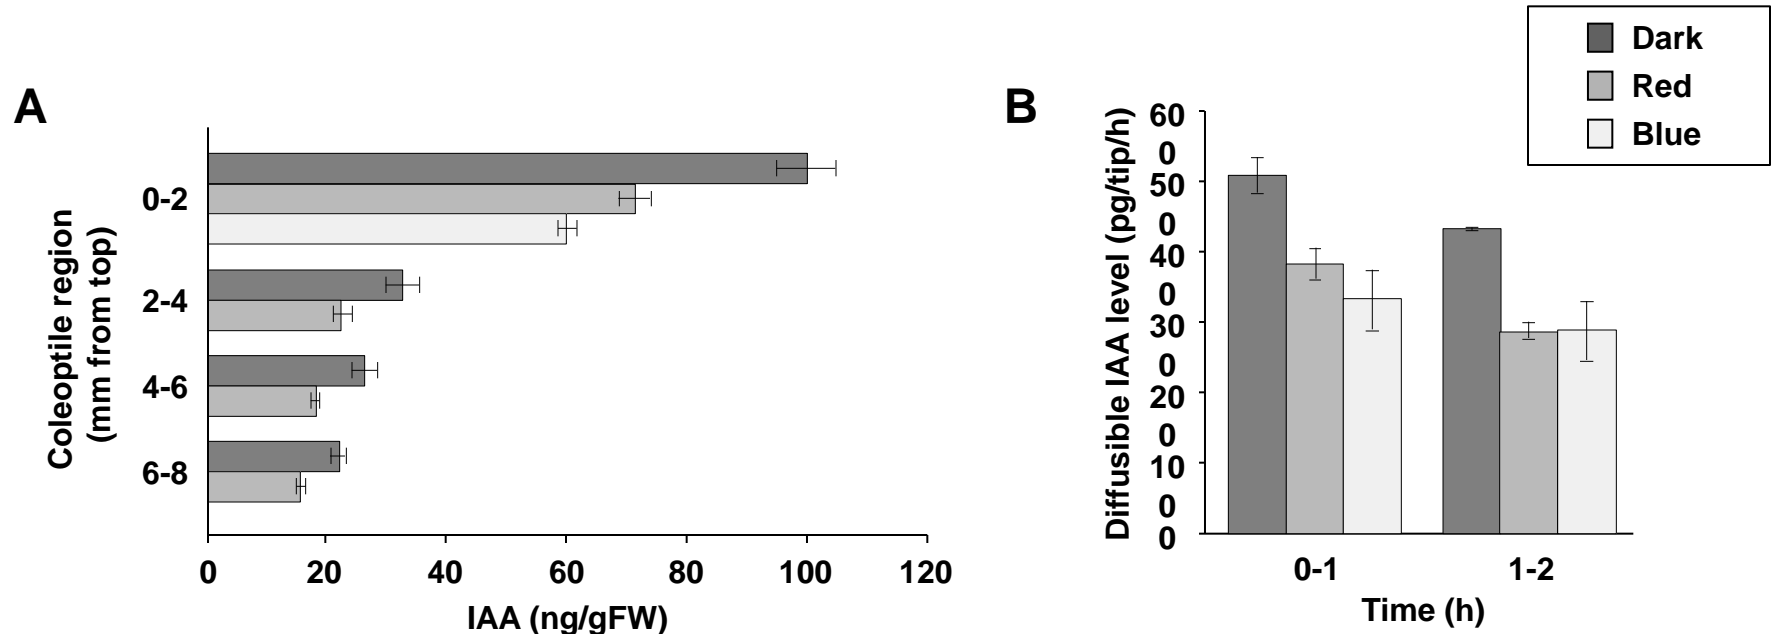 A
Coleoptile region
(mm from top)
0-2
2-4
4-6
6-8
0 20 40 60 80 100 120
IAA (ng/gFW)
B
Diffusible IAA level (pg/tip/h)
60
0
50
0
40
0
30
0
20
0
10
0
0
0-1 1-2
Time (h)
Dark
Red
Blue